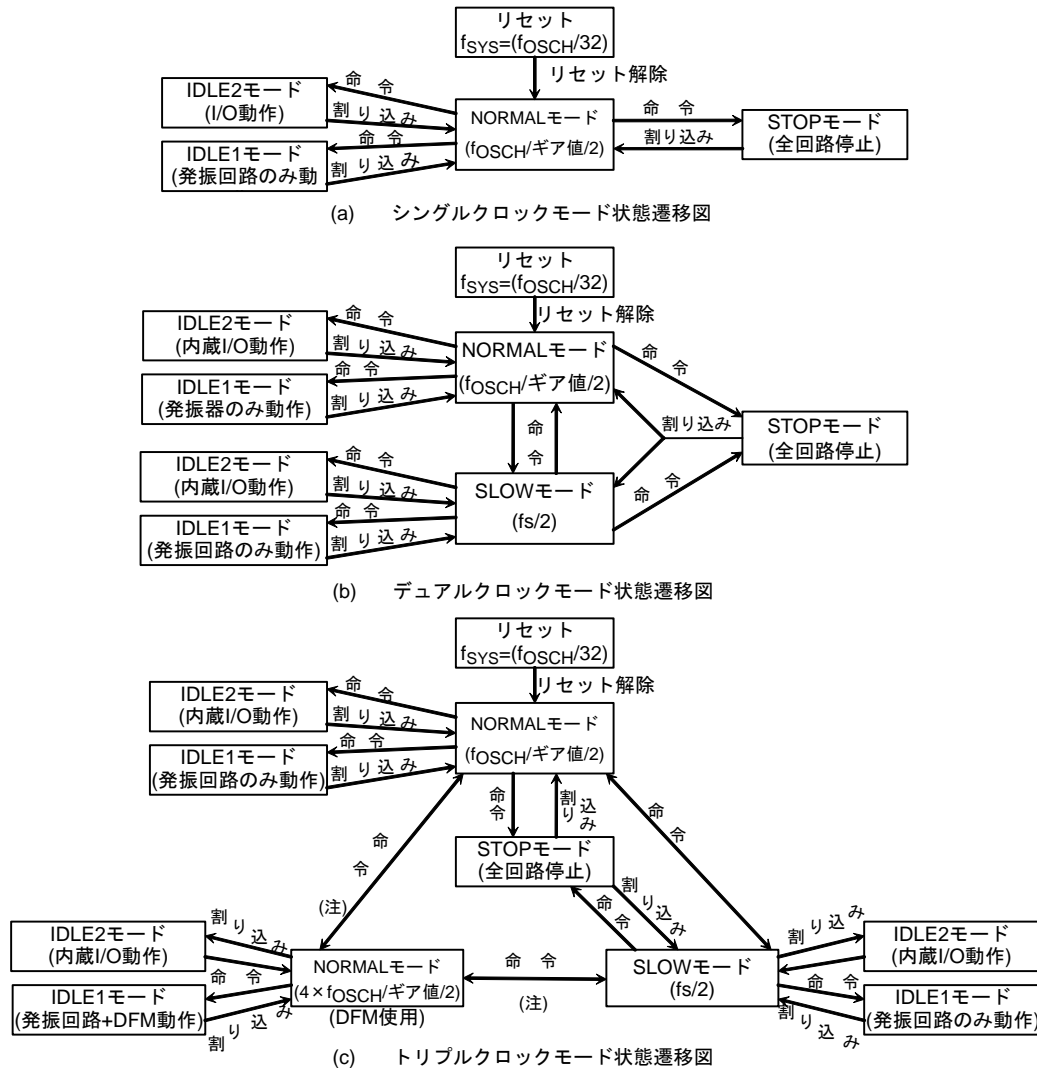 リセット
fSYS=(fOSCH/32)
リセット解除
IDLE2モード
(I/O動作)
命 令
割り込み
IDLE1モード
(発振回路のみ動
命 令
割り込み
NORMALモード
(fOSCH/ギア値/2)
命 令
割り込み
STOPモード
(全回路停止)
(a) シングルクロックモード状態遷移図
リセット
fSYS=(fOSCH/32)
リセット解除
IDLE2モード
(内蔵I/O動作)
命 令
割り込み
IDLE1モード
(発振器のみ動作)
命 令
割り込み
NORMALモード
(fOSCH/ギア値/2)
命 令
割り込み
STOPモード
(全回路停止)
命 令
命 令
IDLE2モード
(内蔵I/O動作)
命 令
割り込み
IDLE1モード
(発振回路のみ動作)
命 令
割り込み
SLOWモード
(fs/2)
(b) デュアルクロックモード状態遷移図
リセット
fSYS=(fOSCH/32)
リセット解除
IDLE2モード
(内蔵I/O動作)
命 令
割り込み
IDLE1モード
(発振回路のみ動作)
命 令
割り込み
NORMALモード
(fOSCH/ギア値/2)
命 令
割り込み
命 令
命 令
(注)
STOPモード
(全回路停止)
命 令
割り込み
IDLE2モード
(内蔵I/O動作)
割り込み
命 令
IDLE1モード
(発振回路+DFM動作)
割り込み
NORMALモード
(4×fOSCH/ギア値/2)
(DFM使用)
命 令
(注)
SLOWモード
(fs/2)
割り込み
命 令
割り込み
IDLE2モード
(内蔵I/O動作)
IDLE1モード
(発振回路のみ動作)
(c) トリプルクロックモード状態遷移図